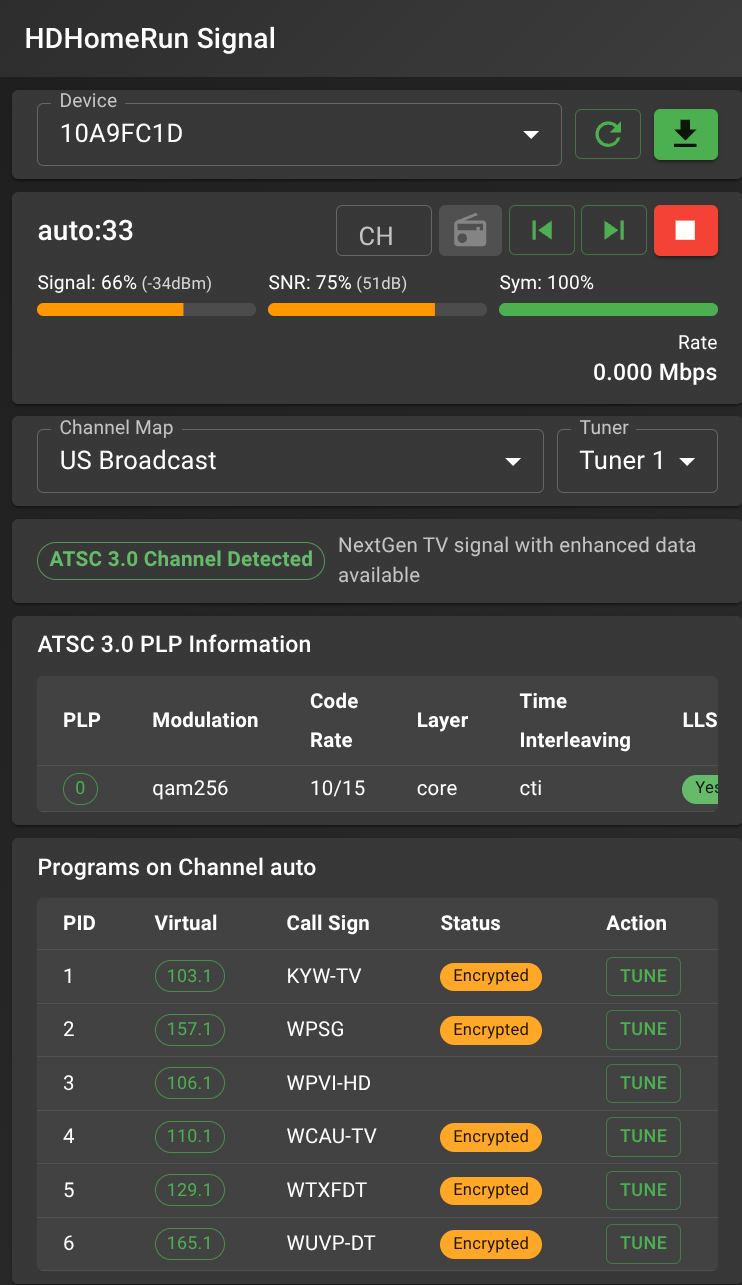 HDHomeRun Signal
Device
10A9FC1D
auto:33
CH
Signal: 66% (-34dBm)
SNR: 75% (51dB)
Sym: 100%
Rate
0.000 Mbps
Channel Map
US Broadcast
Tuner
Tuner 1
ATSC 3.0 Channel Detected
NextGen TV signal with enhanced data
available
ATSC 3.0 PLP Information
PLP Modulation Code Rate Layer Time Interleaving LLS
0 qam256 10/15 core cti Yes
Programs on Channel auto
PID Virtual Call Sign Status Action
1 103.1 KYW-TV Encrypted TUNE
2 157.1 WPSG Encrypted TUNE
3 106.1 WPVI-HD TUNE
4 110.1 WCAU-TV Encrypted TUNE
5 129.1 WTXFDT Encrypted TUNE
6 165.1 WUVP-DT Encrypted TUNE